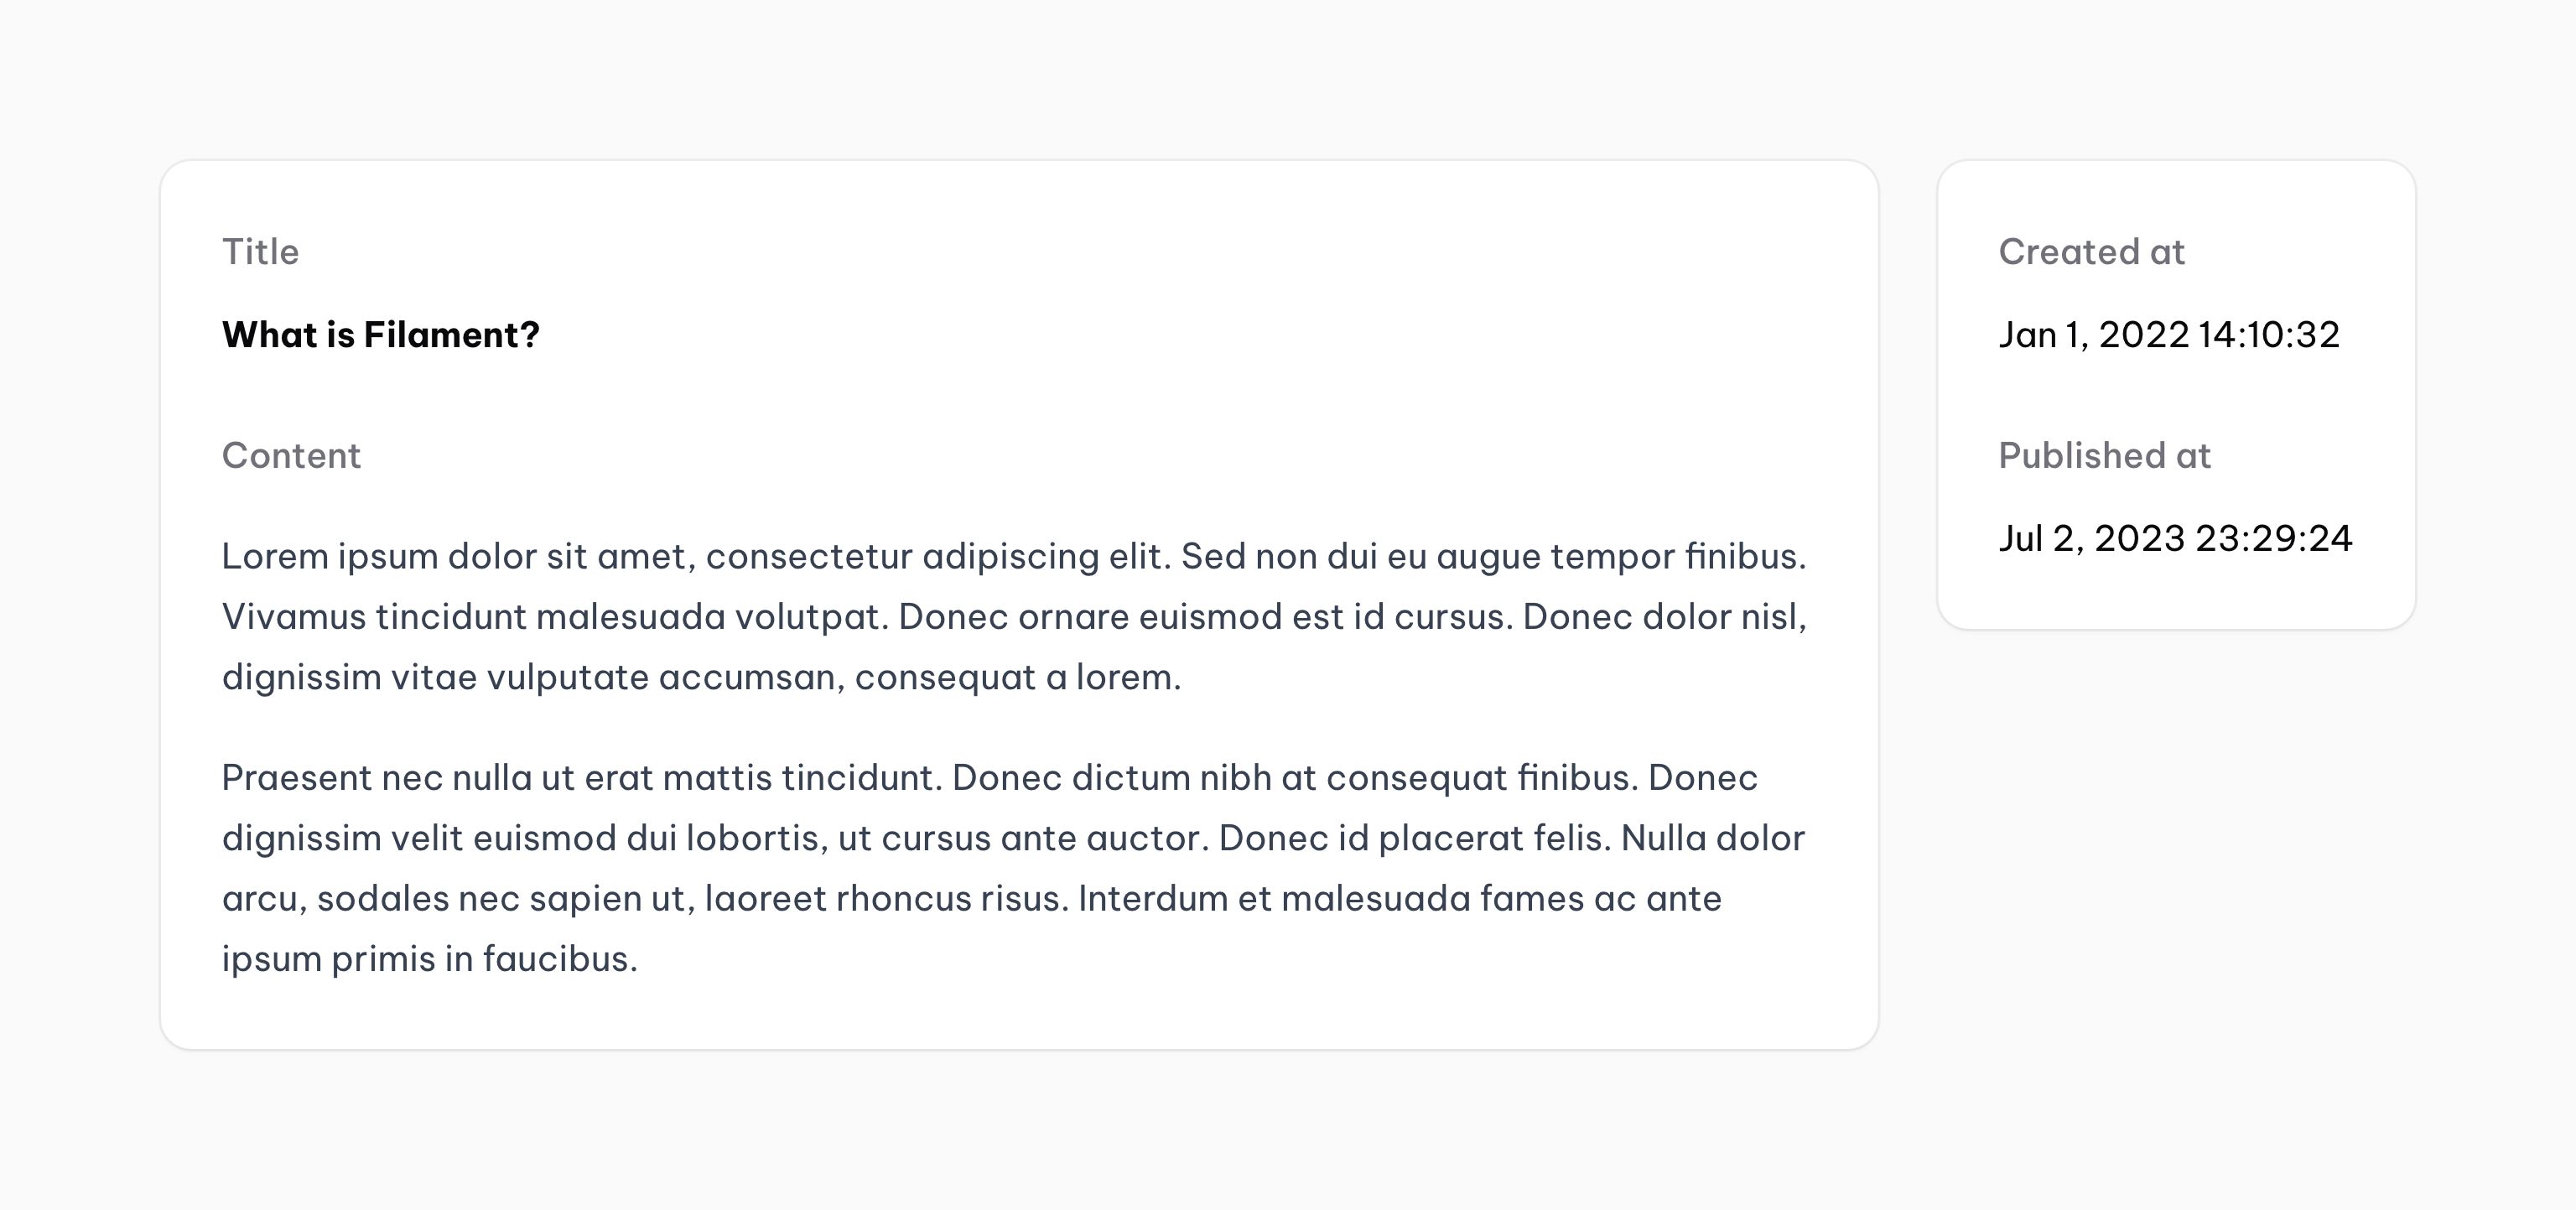 Title
What is Filament?
Content
Lorem ipsum dolor sit amet, consectetur adipiscing elit. Sed non dui eu augue tempor finibus.
Vivamus tincidunt malesuada volutpat. Donec ornare euismod est id cursus. Donec dolor nisl,
dignissim vitae vulputate accumsan, consequat a lorem.
Praesent nec nulla ut erat mattis tincidunt. Donec dictum nibh at consequat finibus. Donec
dignissim velit euismod dui lobortis, ut cursus ante auctor. Donec id placerat felis. Nulla dolor
arcu, sodales nec sapien ut, laoreet rhoncus risus. Interdum et malesuada fames ac ante
ipsum primis in faucibus.
Created at
Jan 1, 2022 14:10:32
Published at
Jul 2, 2023 23:29:24